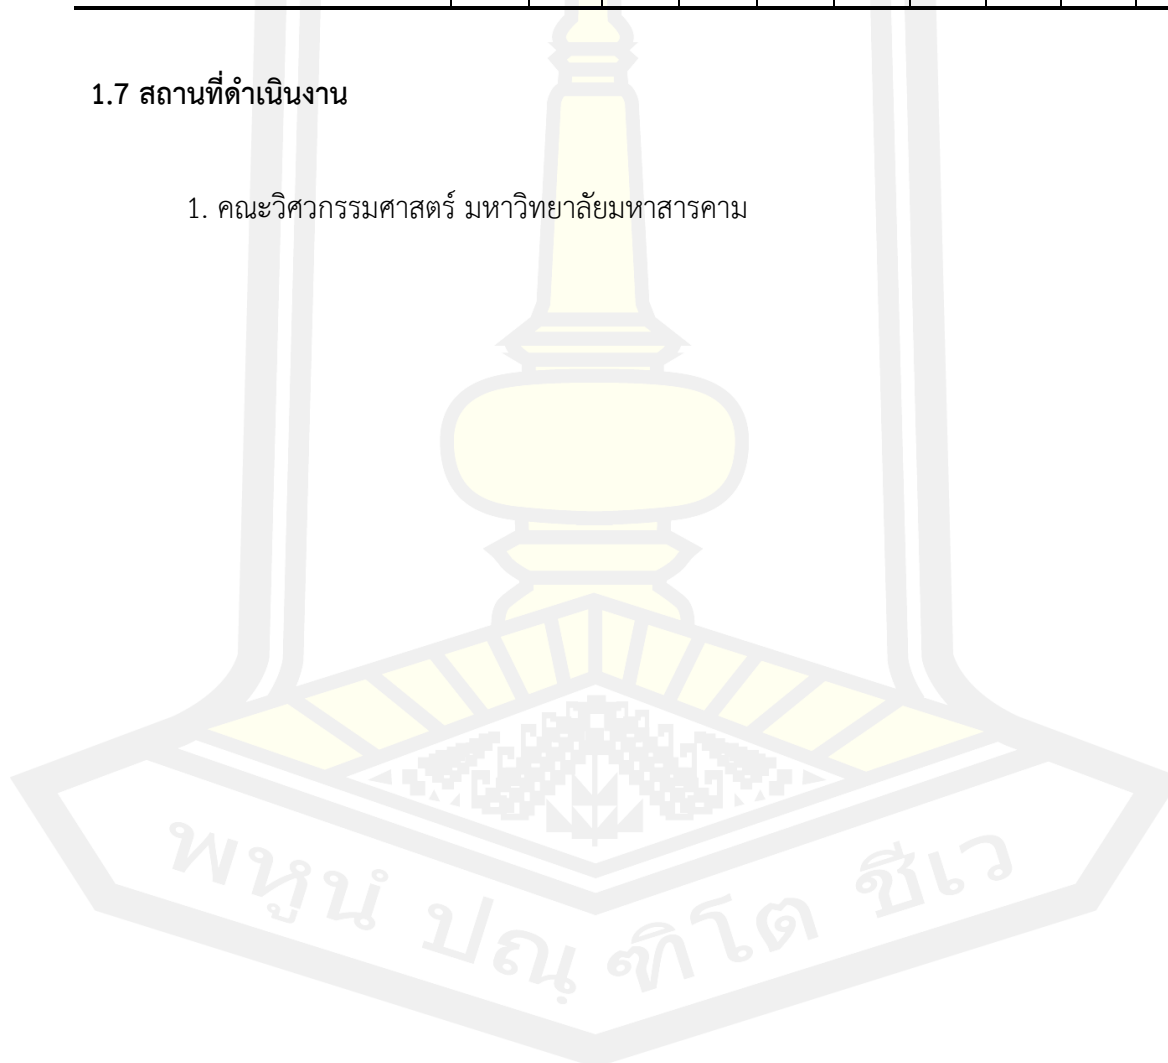 1.7 สถานที่ดำเนินงาน
1. คณะวิศวกรรมศาสตร์ มหาวิทยาลัยมหาสารคาม
พหูนํ ปณฺฑิโต ชีเว